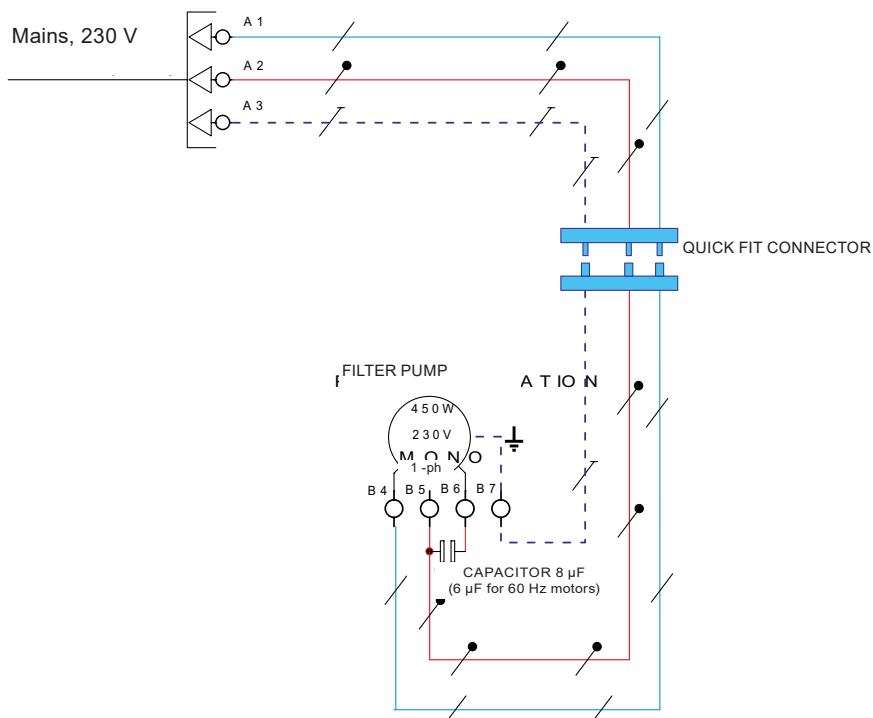 Mains, 230 V
A 1
A 2
A 3
QUICK FIT CONNECTOR
FILTER PUMP
A T I O N
4 5 0 W
2 3 0 V
M O N O
1 -ph
B 4
B 5
B 6
B 7
CAPACITOR 8 µF
(6 µF for 60 Hz motors)